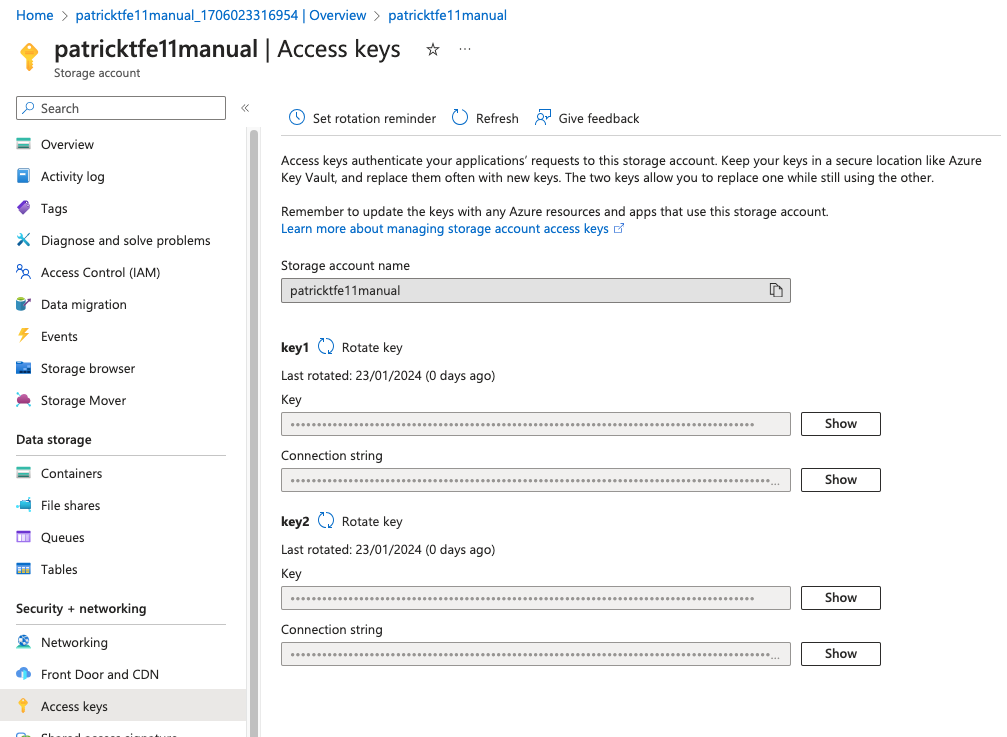 Home > patricktfe11manual_1706023316954 | Overview > patricktfe11manual
patricktfe11manual | Access keys
Storage account
Search
Overview
Activity log
Tags
Diagnose and solve problems
Access Control (IAM)
Data migration
Events
Storage browser
Storage Mover
Data storage
Containers
File shares
Queues
Tables
Security + networking
Networking
Front Door and CDN
Access keys
Shared access signature
Set rotation reminder
Refresh
Give feedback
Access keys authenticate your applications’ requests to this storage account. Keep your keys in a secure location like Azure
Key Vault, and replace them often with new keys. The two keys allow you to replace one while still using the other.
Remember to update the keys with any Azure resources and apps that use this storage account.
Learn more about managing storage account access keys
Storage account name
patricktfe11manual
key1 Rotate key
Last rotated: 23/01/2024 (0 days ago)
Key
Show
Connection string
Show
key2 Rotate key
Last rotated: 23/01/2024 (0 days ago)
Key
Show
Connection string
Show